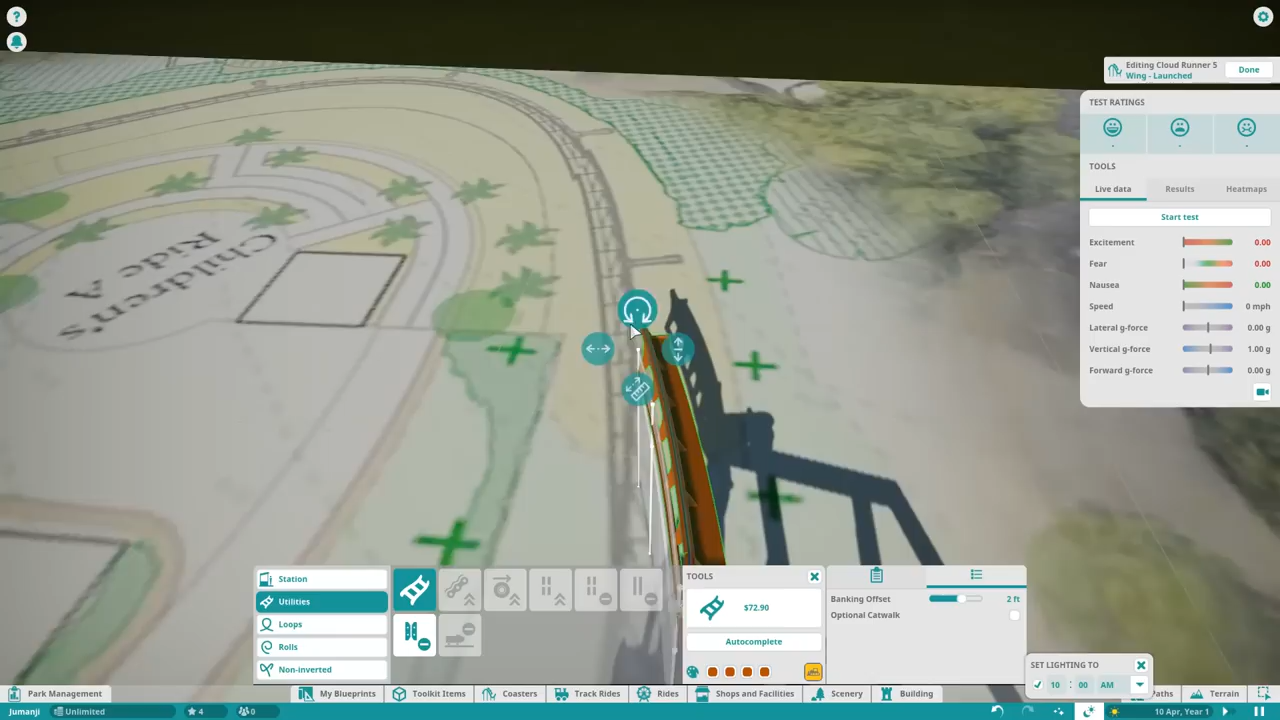 Editing Cloud Runner 5
Wing - Launched
Done
TEST RATINGS
- - -
TOOLS
Live data Results Heatmaps
Start test
Excitement 0.00
Fear 0.00
Nausea 0.00
Speed 0 mph
Lateral g-force 0.00 g
Vertical g-force 1.00 g
Forward g-force 0.00 g
Children's
Ride A
Station
Utilities
Loops
Rolls
Non-inverted
TOOLS
$72.90
Autocomplete
Banking Offset 2 ft
Optional Catwalk
SET LIGHTING TO
10 : 00 AM
Park Management
My Blueprints
Toolkit Items
Coasters
Track Rides
Rides
Shops and Facilities
Scenery
Building
Paths
Terrain
Jumanji
Unlimited
4
0
10 Apr, Year 1